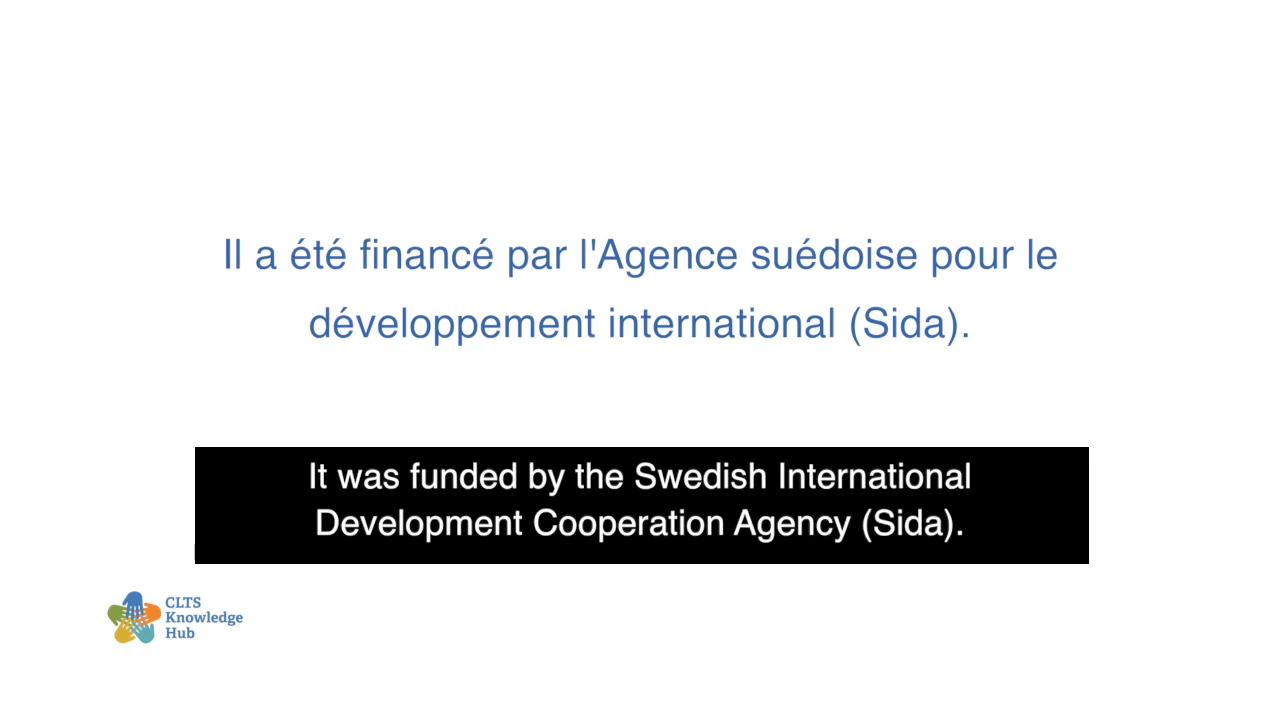 Il a été financé par l'Agence suédoise pour le
développement international (Sida).
It was funded by the Swedish International
Development Cooperation Agency (Sida).
CLTS
Knowledge
Hub